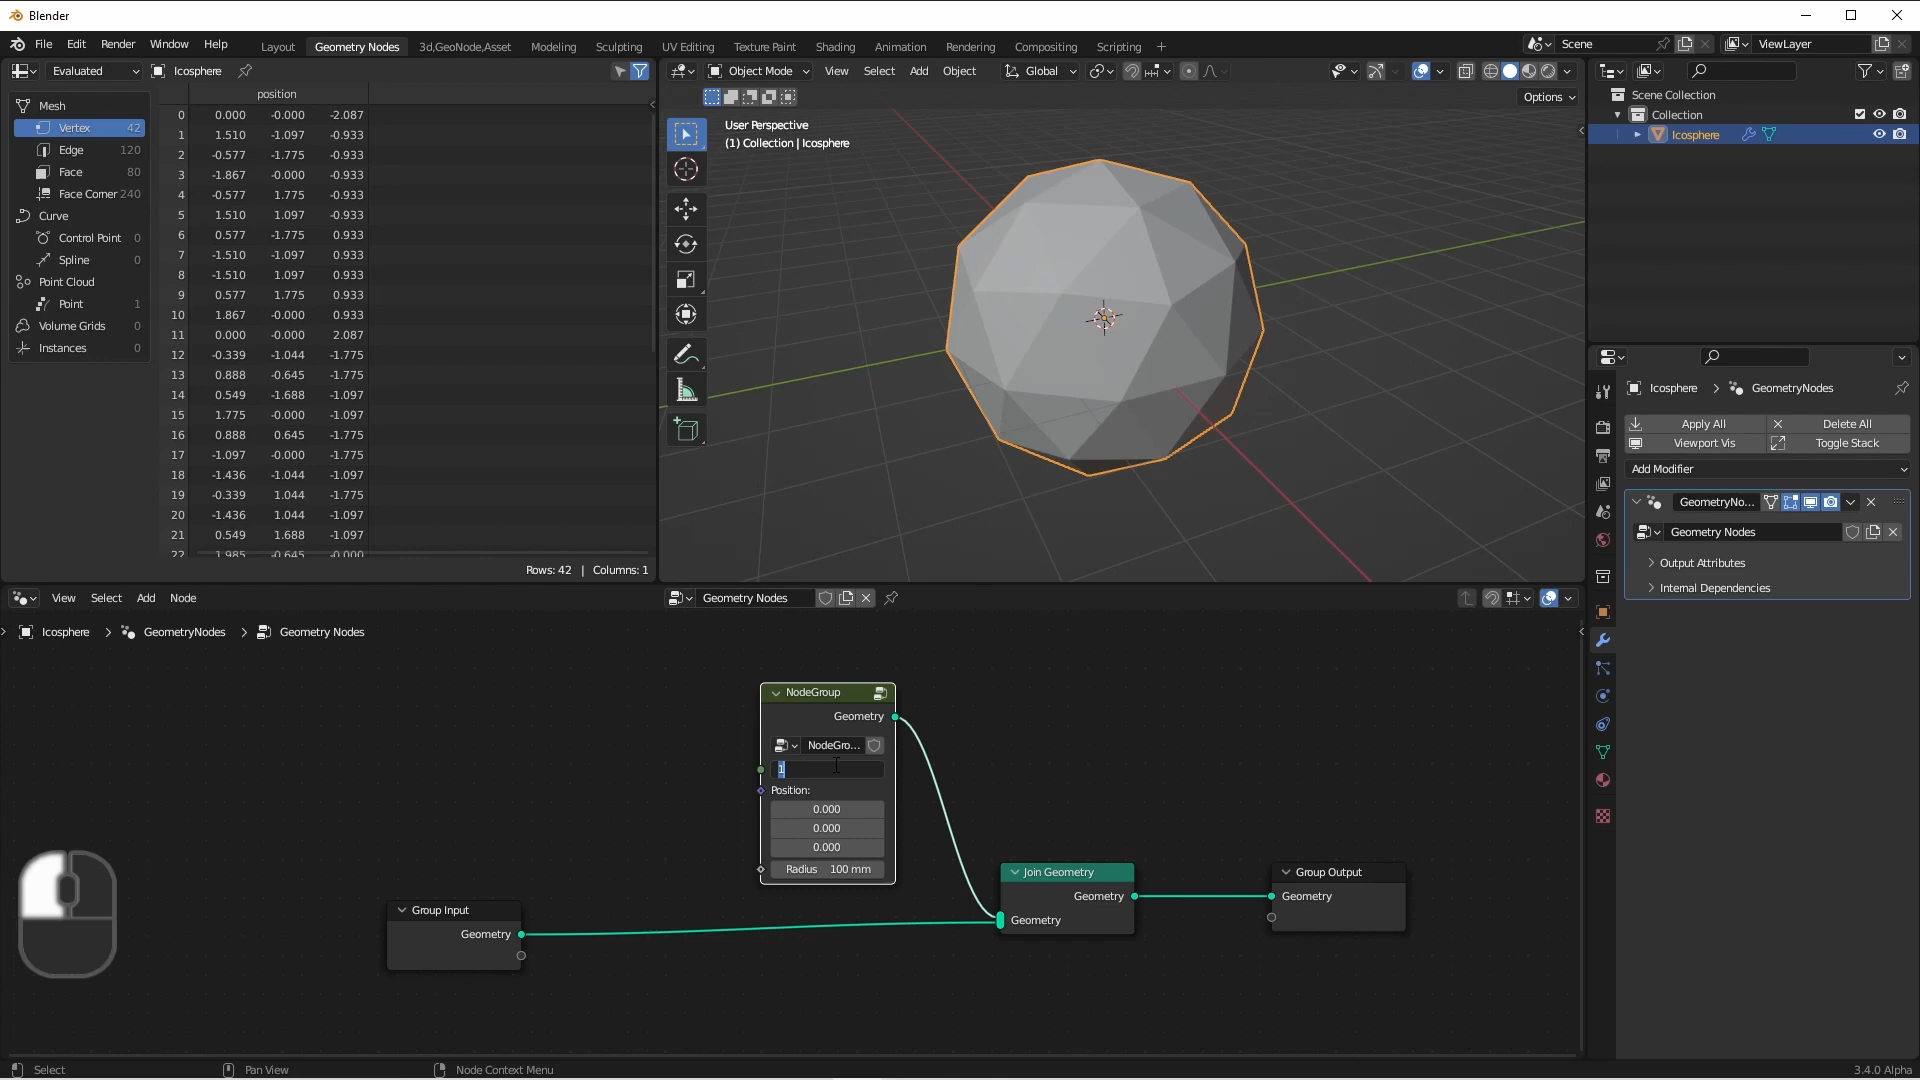 Blender
File Edit Render Window Help
Layout Geometry Nodes 3d,GeoNode,Asset Modeling Sculpting UV Editing Texture Paint Shading Animation Rendering Compositing Scripting +
Scene
ViewLayer
Evaluated
Icosphere
position
Mesh
Vertex 42
Edge 120
Face 80
Face Corner 240
Curve
Control Point 0
Spline 0
Point Cloud
Point 1
Volume Grids 0
Instances 0
0 0.000 -0.000 -2.087
1 1.510 -1.097 -0.933
2 -0.577 -1.775 -0.933
3 -1.867 -0.000 -0.933
4 -0.577 1.775 -0.933
5 1.510 1.097 -0.933
6 0.577 -1.775 0.933
7 -1.510 -1.097 0.933
8 -1.510 1.097 0.933
9 0.577 1.775 0.933
10 1.867 -0.000 0.933
11 0.000 -0.000 2.087
12 -0.339 -1.044 -1.775
13 0.888 -0.645 -1.775
14 0.549 -1.688 -1.097
15 1.775 -0.000 -1.097
16 0.888 0.645 -1.775
17 -1.097 -0.000 -1.775
18 -1.436 -1.044 -1.097
19 -0.339 1.044 -1.775
20 -1.436 1.044 -1.097
21 0.549 1.688 -1.097
22 1.985 -0.645 -0.000
Rows: 42 | Columns: 1
Object Mode View Select Add Object Global
Options
User Perspective
(1) Collection | Icosphere
Scene Collection
Collection
Icosphere
Icosphere > GeometryNodes
Apply All Delete All
Viewport Vis Toggle Stack
Add Modifier
GeometryNo...
Geometry Nodes
Output Attributes
Internal Dependencies
View Select Add Node
Geometry Nodes
Icosphere > GeometryNodes > Geometry Nodes
NodeGroup
Geometry
NodeGro...
1
Position:
0.000
0.000
0.000
Radius 100 mm
Group Input
Geometry
Join Geometry
Geometry
Geometry
Group Output
Geometry
Select Pan View Node Context Menu
3.4.0 Alpha